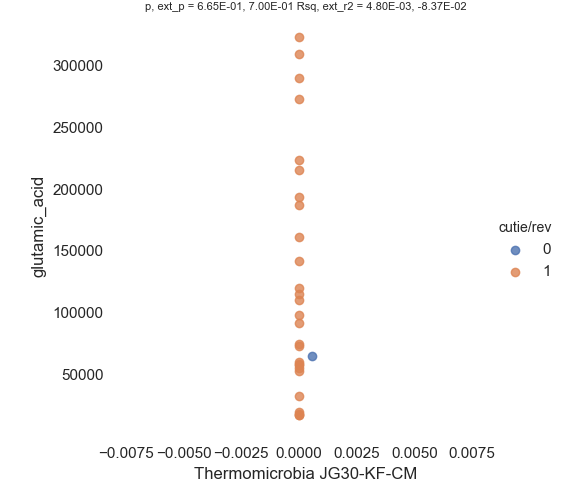 p, ext_p = 6.65E-01, 7.00E-01 Rsq, ext_r2 = 4.80E-03, -8.37E-02
300000
250000
200000
150000
100000
50000
glutamic_acid
cutie/rev
0
1
−0.0075 −0.0050 −0.0025 0.0000 0.0025 0.0050 0.0075
Thermomicrobia JG30-KF-CM